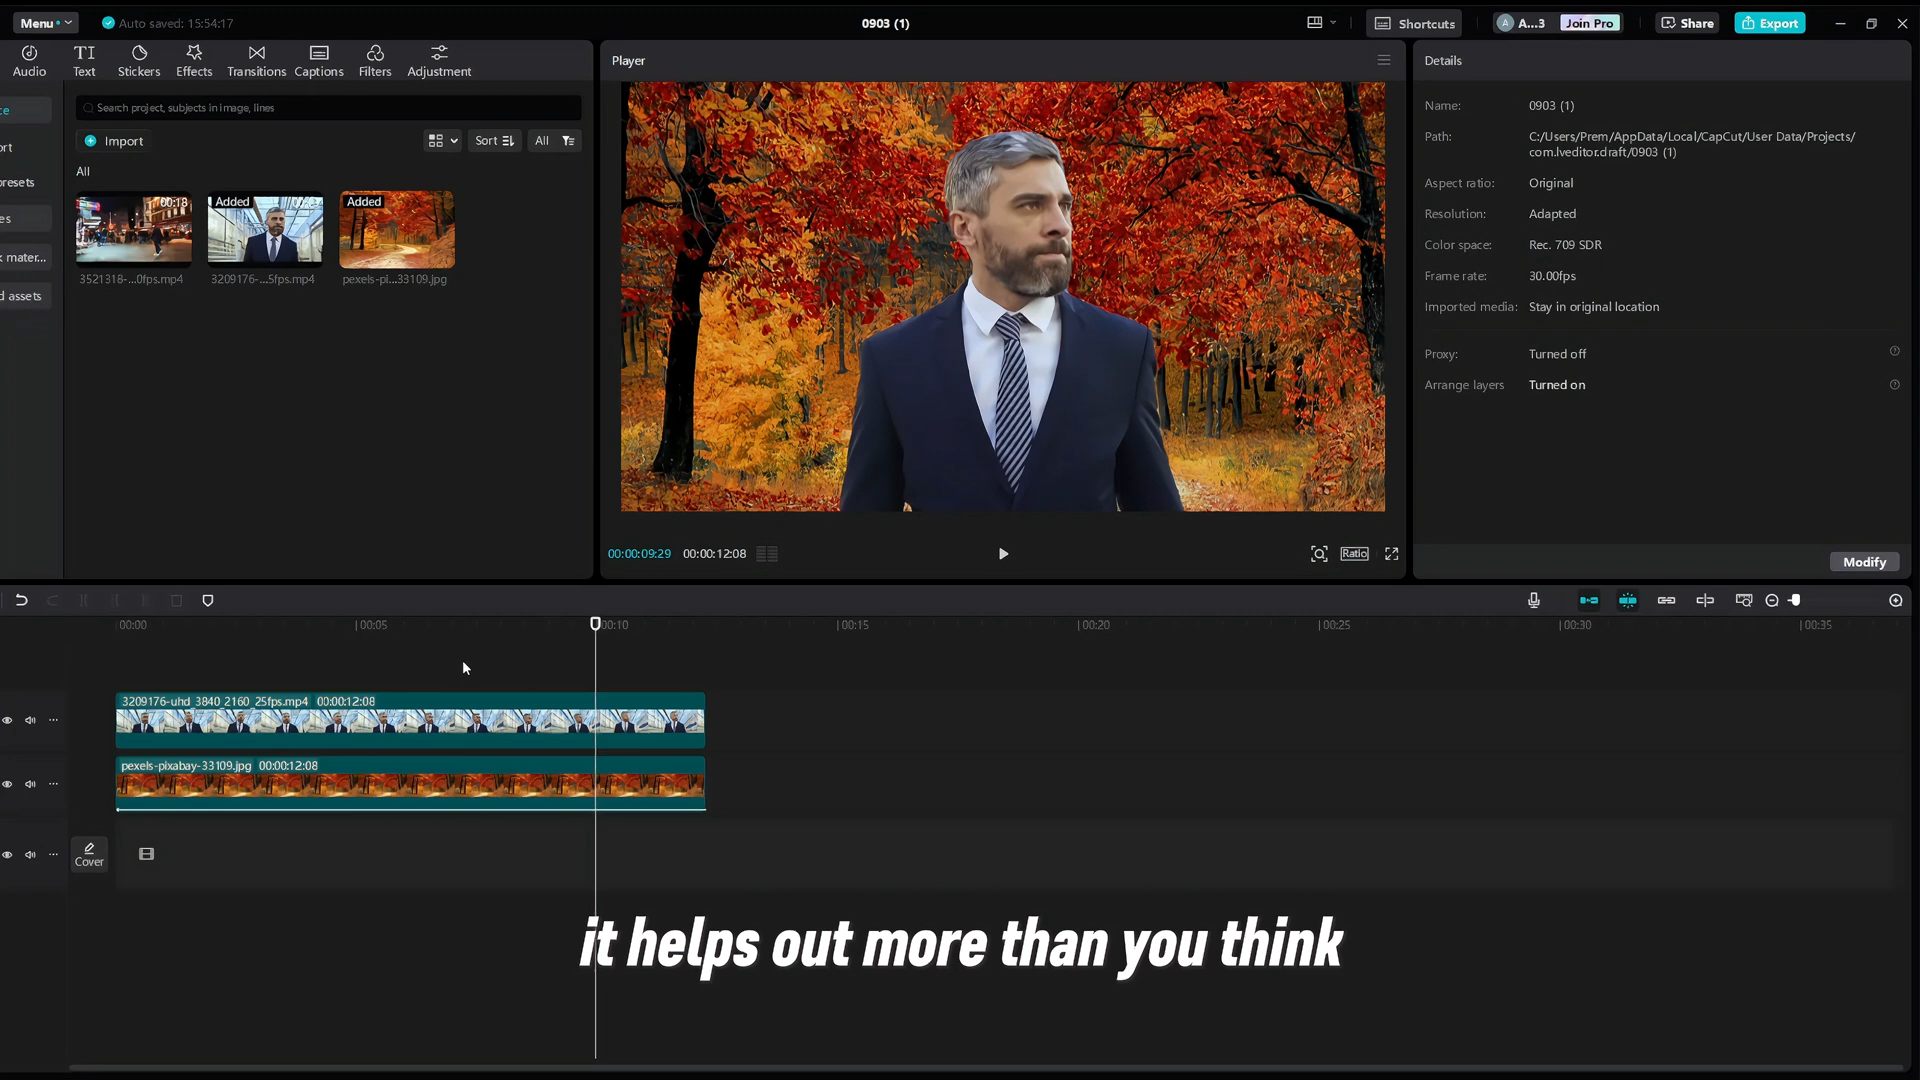 Menu
Auto saved: 15:54:17
0903 (1)
Shortcuts
A
A...3
Join Pro
Share
Export
Audio
TI
Text
Stickers
Effects
Transitions
Captions
Filters
Adjustment
Player
Details
ce
ort
presets
es
k mater...
d assets
Search project, subjects in image, lines
Import
Sort
All
All
00:18
3521318-...0fps.mp4
Added
3209176-...5fps.mp4
Added
pexels-pi...33109.jpg
Name:
0903 (1)
Path:
C:/Users/Prem/AppData/Local/CapCut/User Data/Projects/
com.lveditor.draft/0903 (1)
Aspect ratio:
Original
Resolution:
Adapted
Color space:
Rec. 709 SDR
Frame rate:
30.00fps
Imported media:
Stay in original location
Proxy:
Turned off
Arrange layers
Turned on
Modify
00:00:09:29
00:00:12:08
Ratio
00:00
00:05
00:10
00:15
00:20
00:25
00:30
00:35
3209176-uhd_3840_2160_25fps.mp4 00:00:12:08
pexels-pixabay-33109.jpg 00:00:12:08
Cover
it helps out more than you think